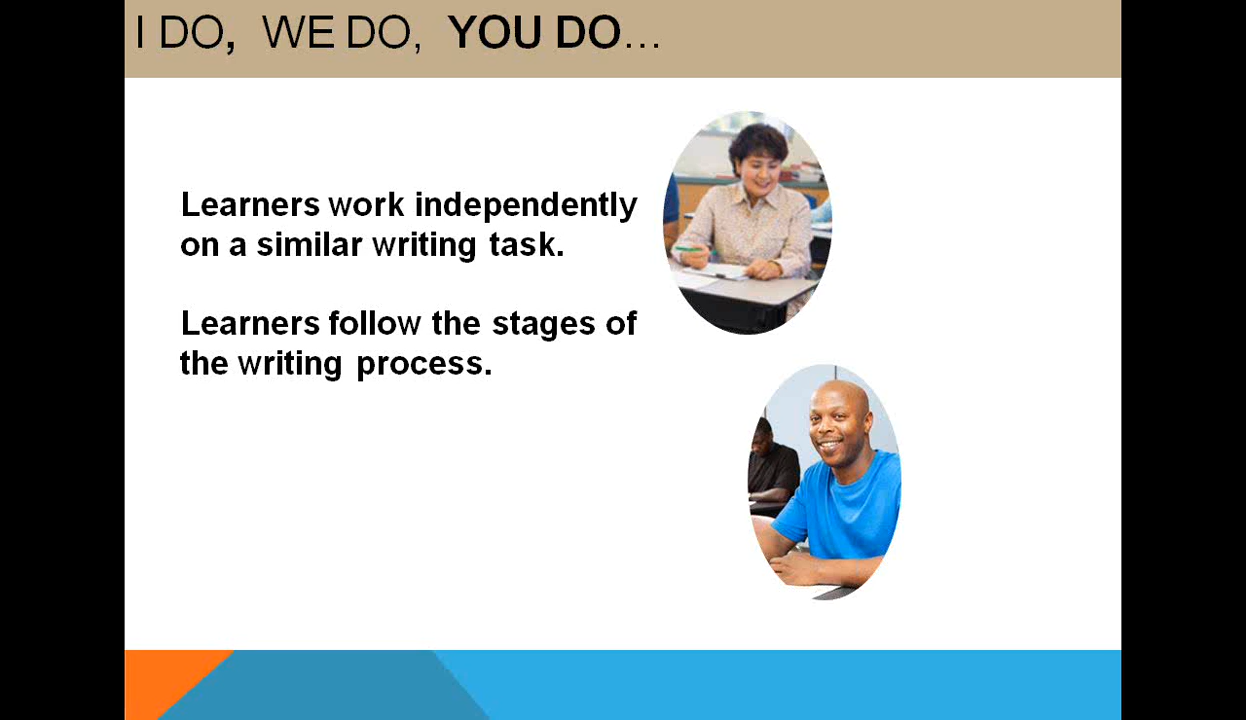 I DO, WE DO, YOU DO...
Learners work independently
on a similar writing task.
Learners follow the stages of
the writing process.